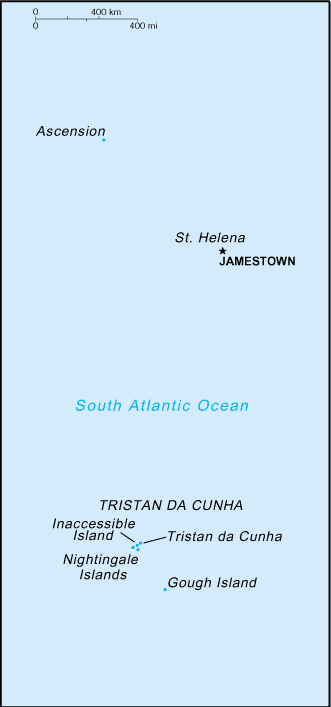 0 400 km
0 400 mi
Ascension
St. Helena
JAMESTOWN
South Atlantic Ocean
TRISTAN DA CUNHA
Inaccessible
Island
Tristan da Cunha
Nightingale
Islands
Gough Island